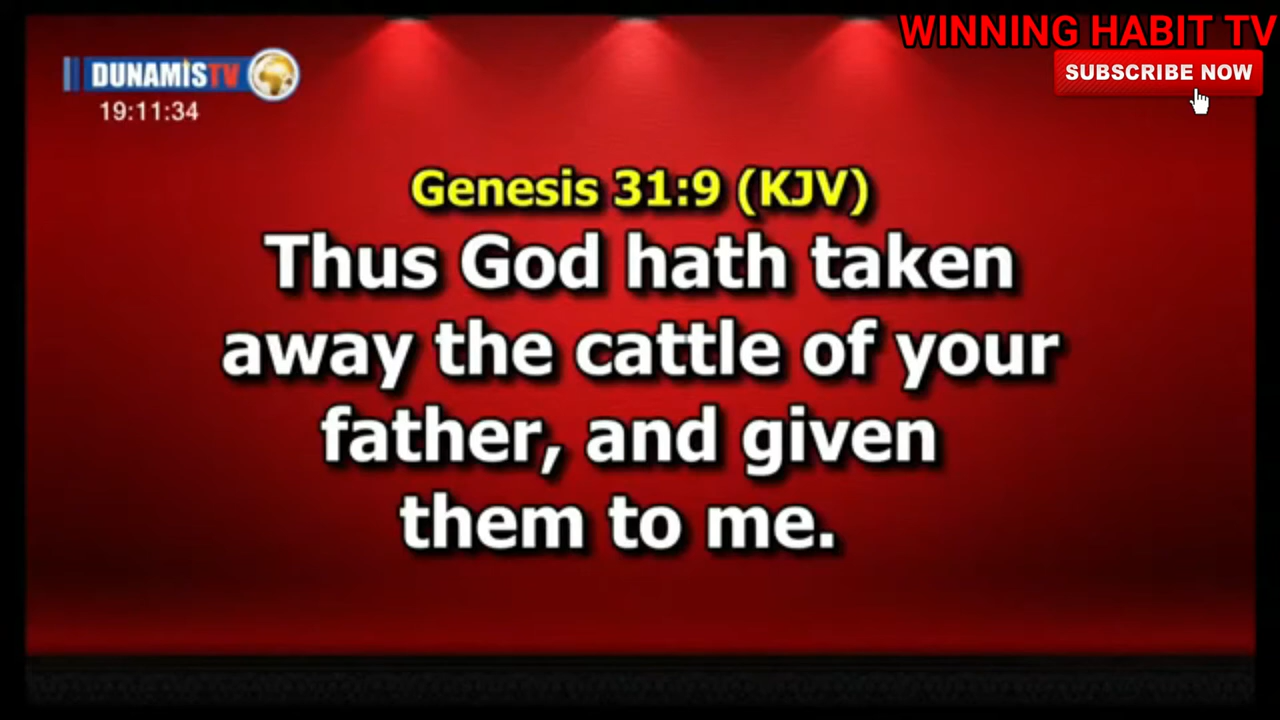 WINNING HABIT TV
DUNAMISTV
SUBSCRIBE NOW
19:11:34
Genesis 31:9 (KJV)
Thus God hath taken
away the cattle of your
father, and given
them to me.